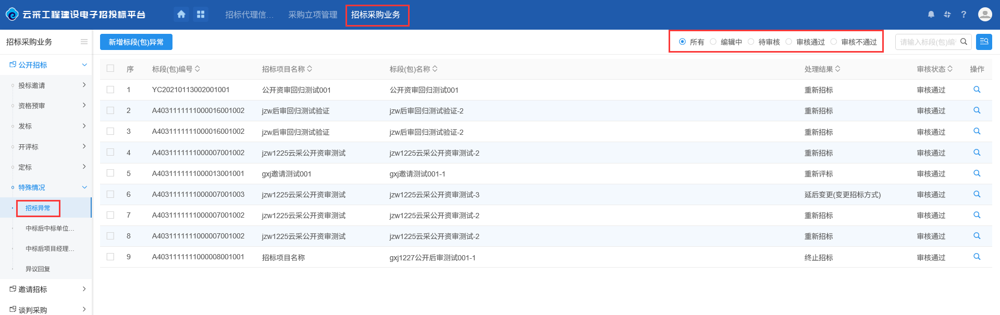 云采工程建设电子招投标平台
招标代理信...
采购立项管理
招标采购业务
招标采购业务
新增标段(包)异常
所有
编辑中
待审核
审核通过
审核不通过
请输入标段(包)编
公开招标
投标邀请
资格预审
发标
开评标
定标
特殊情况
招标异常
中标后中标单位...
中标后项目经理...
异议回复
邀请招标
谈判采购
序 标段(包)编号 招标项目名称 标段(包)名称 处理结果 审核状态 操作
1 YC20210113002001001 公开资审回归测试001 公开资审回归测试001 重新招标 审核通过
2 A4031111111000016001002 jzw后审回归测试验证 jzw后审回归测试验证-2 重新招标 审核通过
3 A4031111111000016001002 jzw后审回归测试验证 jzw后审回归测试验证-2 重新招标 审核通过
4 A4031111111000007001002 jzw1225云采公开资审测试 jzw1225云采公开资审测试-2 重新招标 审核通过
5 A4031111111000013001001 gxj邀请测试001 gxj邀请测试001-1 重新评标 审核通过
6 A4031111111000007001003 jzw1225云采公开资审测试 jzw1225云采公开资审测试-3 延后变更(变更招标方式) 审核通过
7 A4031111111000007001002 jzw1225云采公开资审测试 jzw1225云采公开资审测试-2 重新招标 审核通过
8 A4031111111000007001002 jzw1225云采公开资审测试 jzw1225云采公开资审测试-2 重新招标 审核通过
9 A4031111111000008001001 招标项目名称 gxj1227公开后审测试001-1 终止招标 审核通过